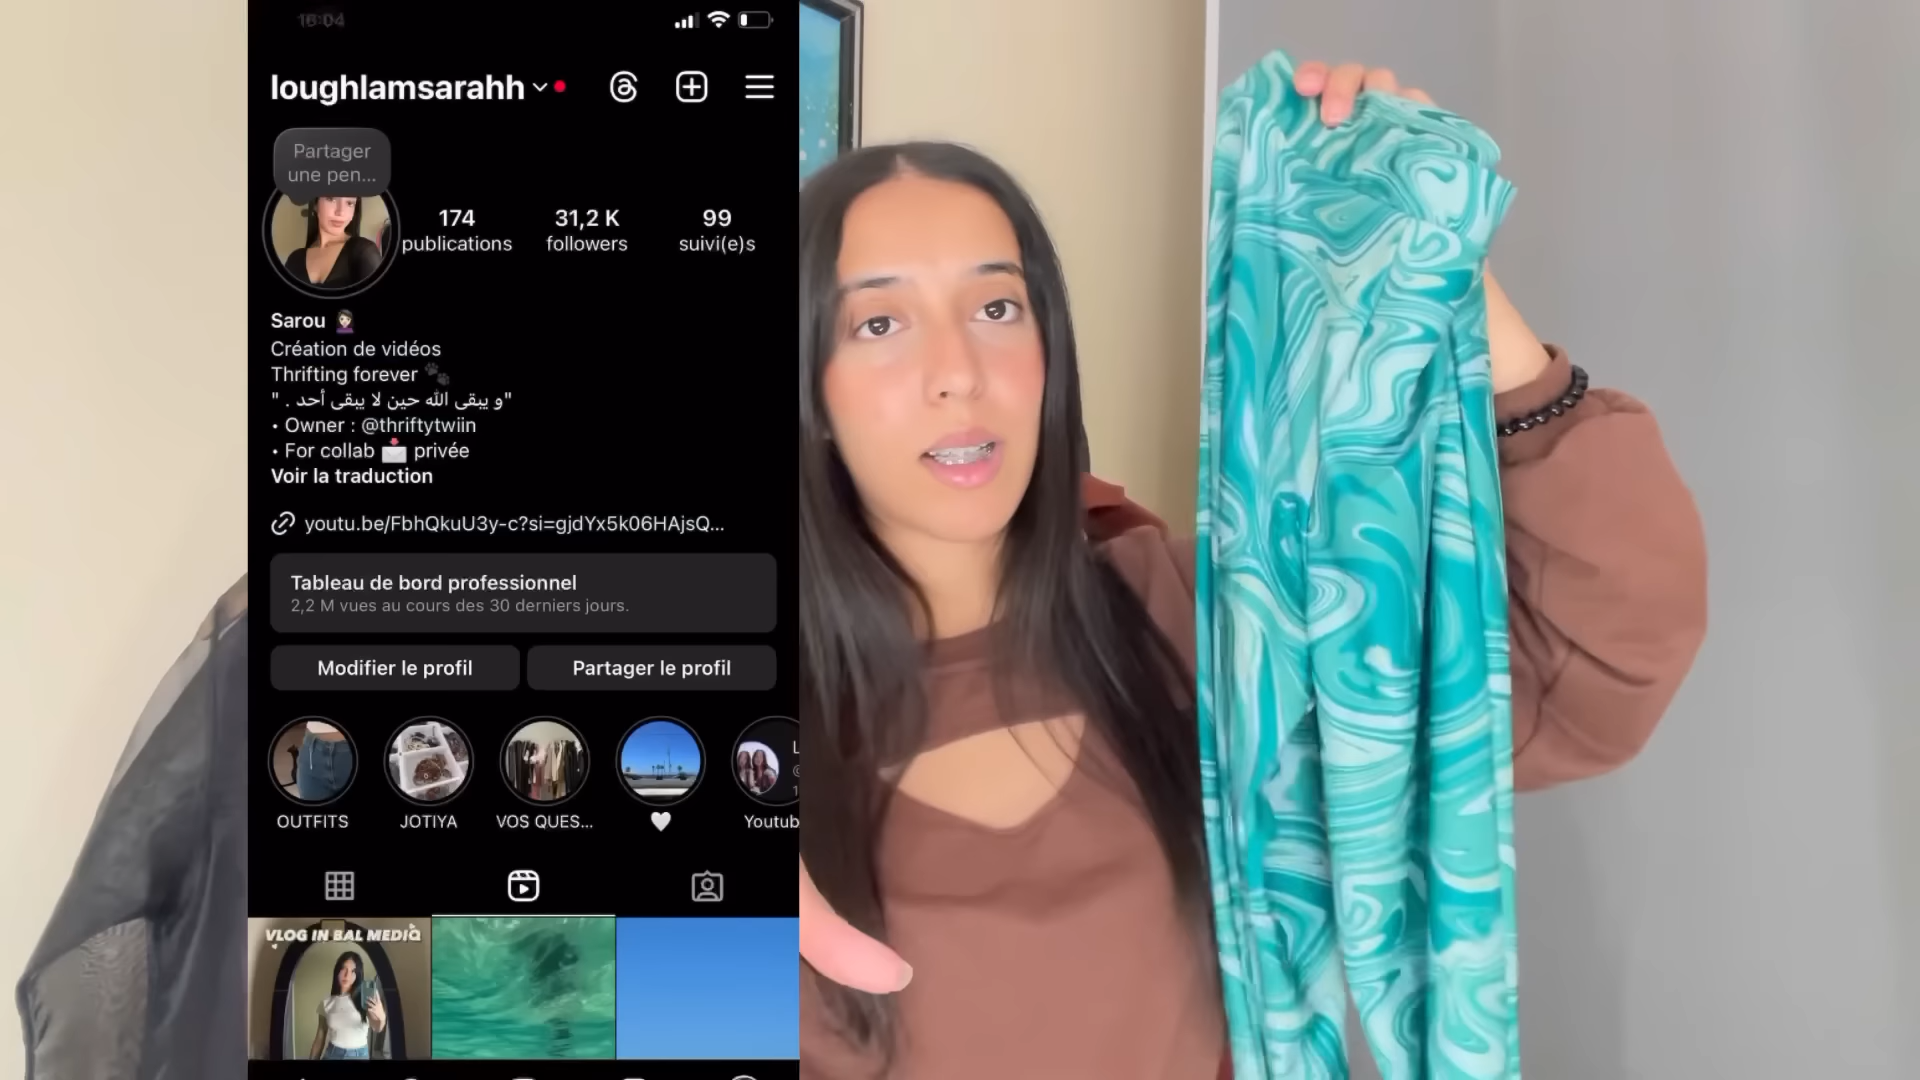 16:04
loughlamsarahh
Partager
une pen...
174
publications
31,2 K
followers
99
suivi(e)s
Sarou
Création de vidéos
Thrifting forever
"و يبقى الله حين لا يبقى أحد . "
• Owner : @thriftytwiin
• For collab 📩 privée
Voir la traduction
youtu.be/FbhQkuU3y-c?si=gjdYx5k06HAjsQ...
Tableau de bord professionnel
2,2 M vues au cours des 30 derniers jours.
Modifier le profil
Partager le profil
OUTFITS
JOTIYA
VOS QUES...
Youtub
VLOG IN BAL MEDIA